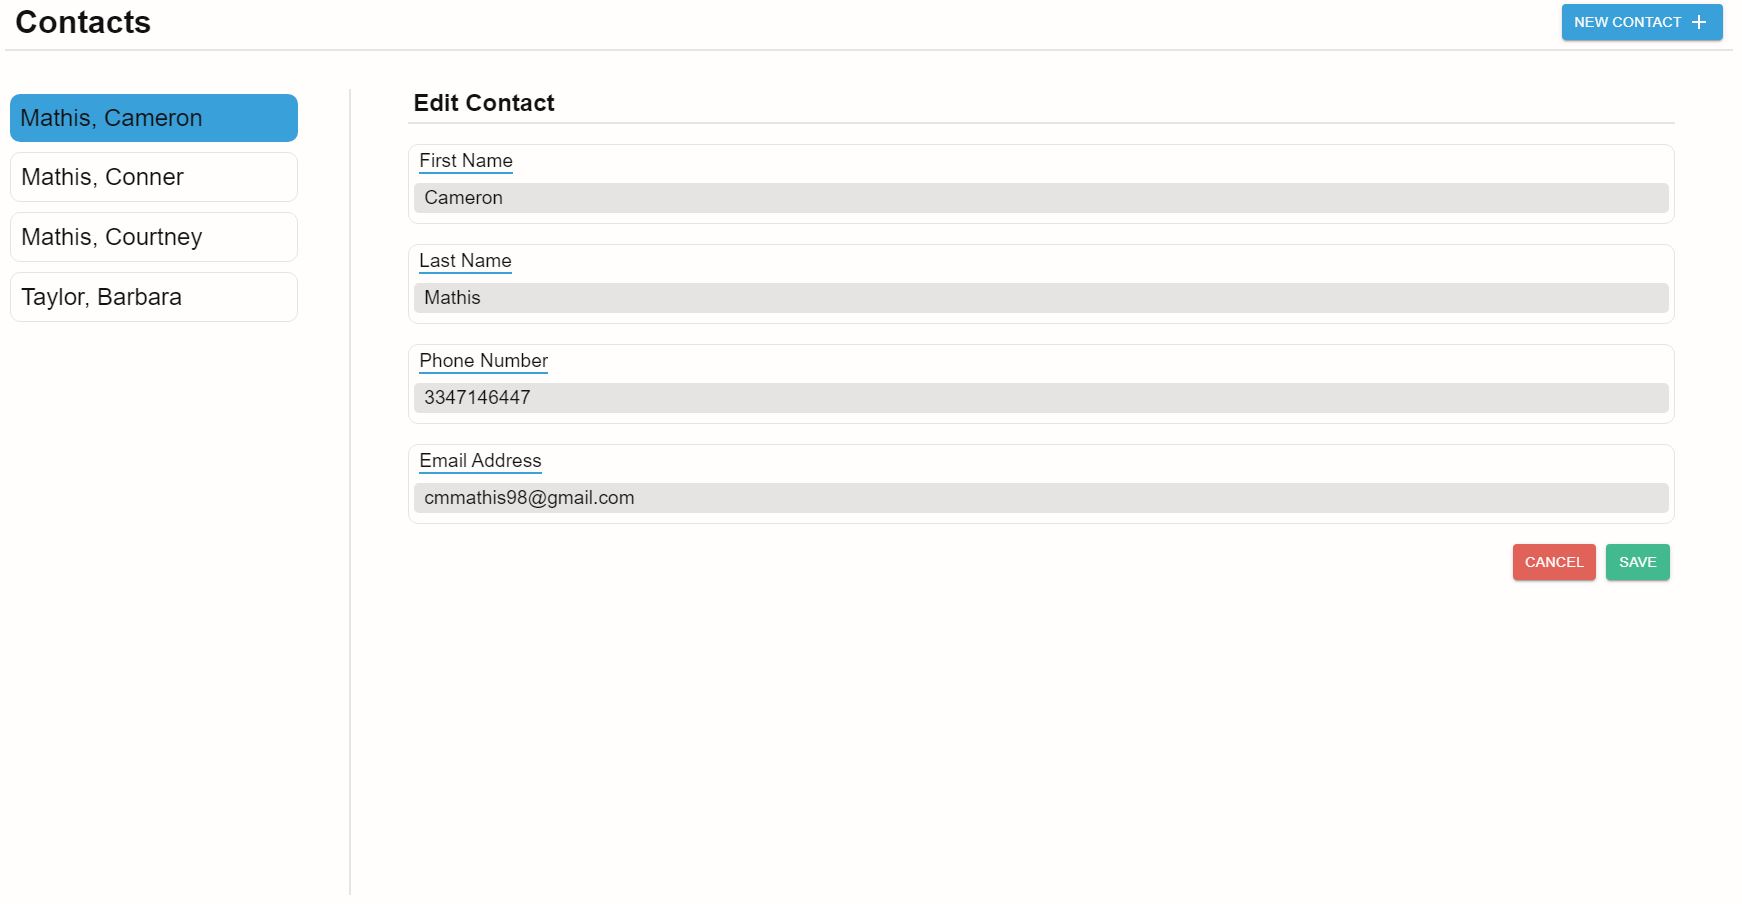 Contacts
NEW CONTACT +
Mathis, Cameron
Mathis, Conner
Mathis, Courtney
Taylor, Barbara
Edit Contact
First Name
Cameron
Last Name
Mathis
Phone Number
3347146447
Email Address
cmmathis98@gmail.com
CANCEL SAVE